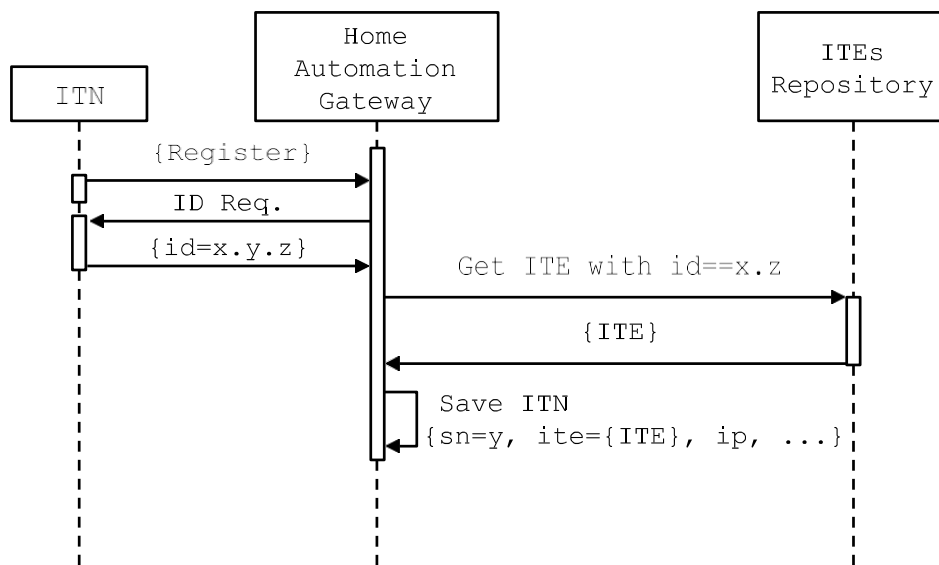 ITN
Home
Automation
Gateway
ITEs
Repository
{Register}
ID Req.
{id=x.y.z}
Get ITE with id==x.z
{ITE}
Save ITN
{sn=y, ite={ITE}, ip, ...}